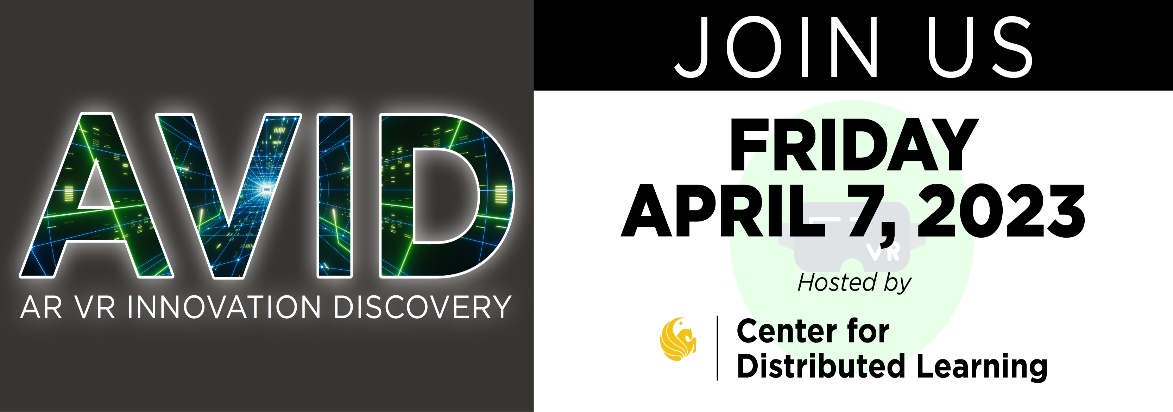 AVID
AR VR INNOVATION DISCOVERY
JOIN US
FRIDAY
APRIL 7, 2023
VR
Hosted by
Center for
Distributed Learning